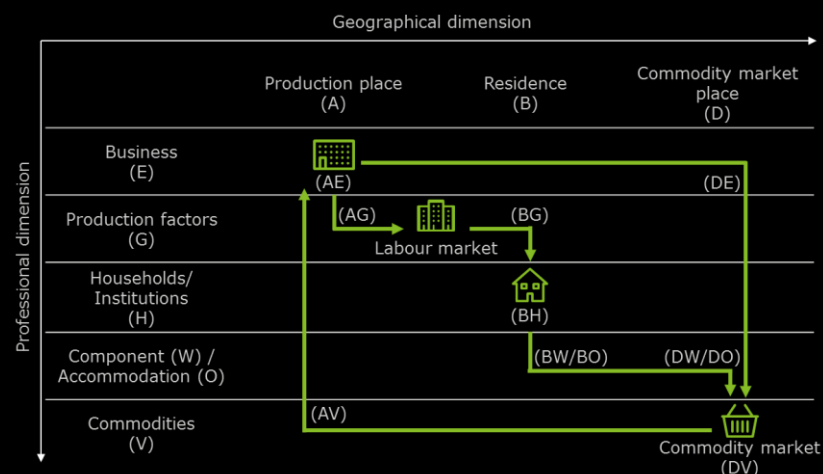 Geographical dimension
Professional dimension
Production place
(A)
Residence
(B)
Commodity market
place
(D)
Business
(E)
(AE)
(DE)
Production factors
(G)
(AG)
(BG)
Labour market
Households/
Institutions
(H)
(BH)
Component (W) /
Accommodation (O)
(BW/BO)
(DW/DO)
Commodities
(V)
(AV)
Commodity market
(DV)